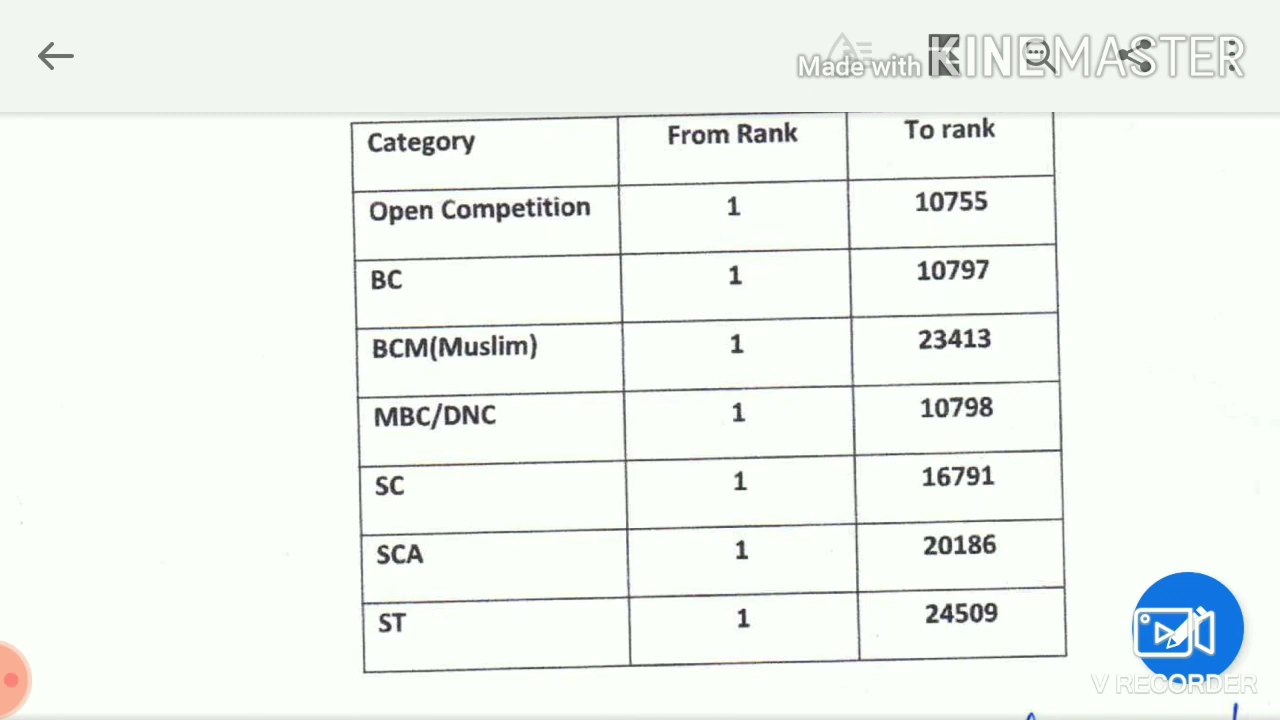 Made with KINEMASTER
Category From Rank To rank
Open Competition 1 10755
BC 1 10797
BCM(Muslim) 1 23413
MBC/DNC 1 10798
SC 1 16791
SCA 1 20186
ST 1 24509
V RECORDER